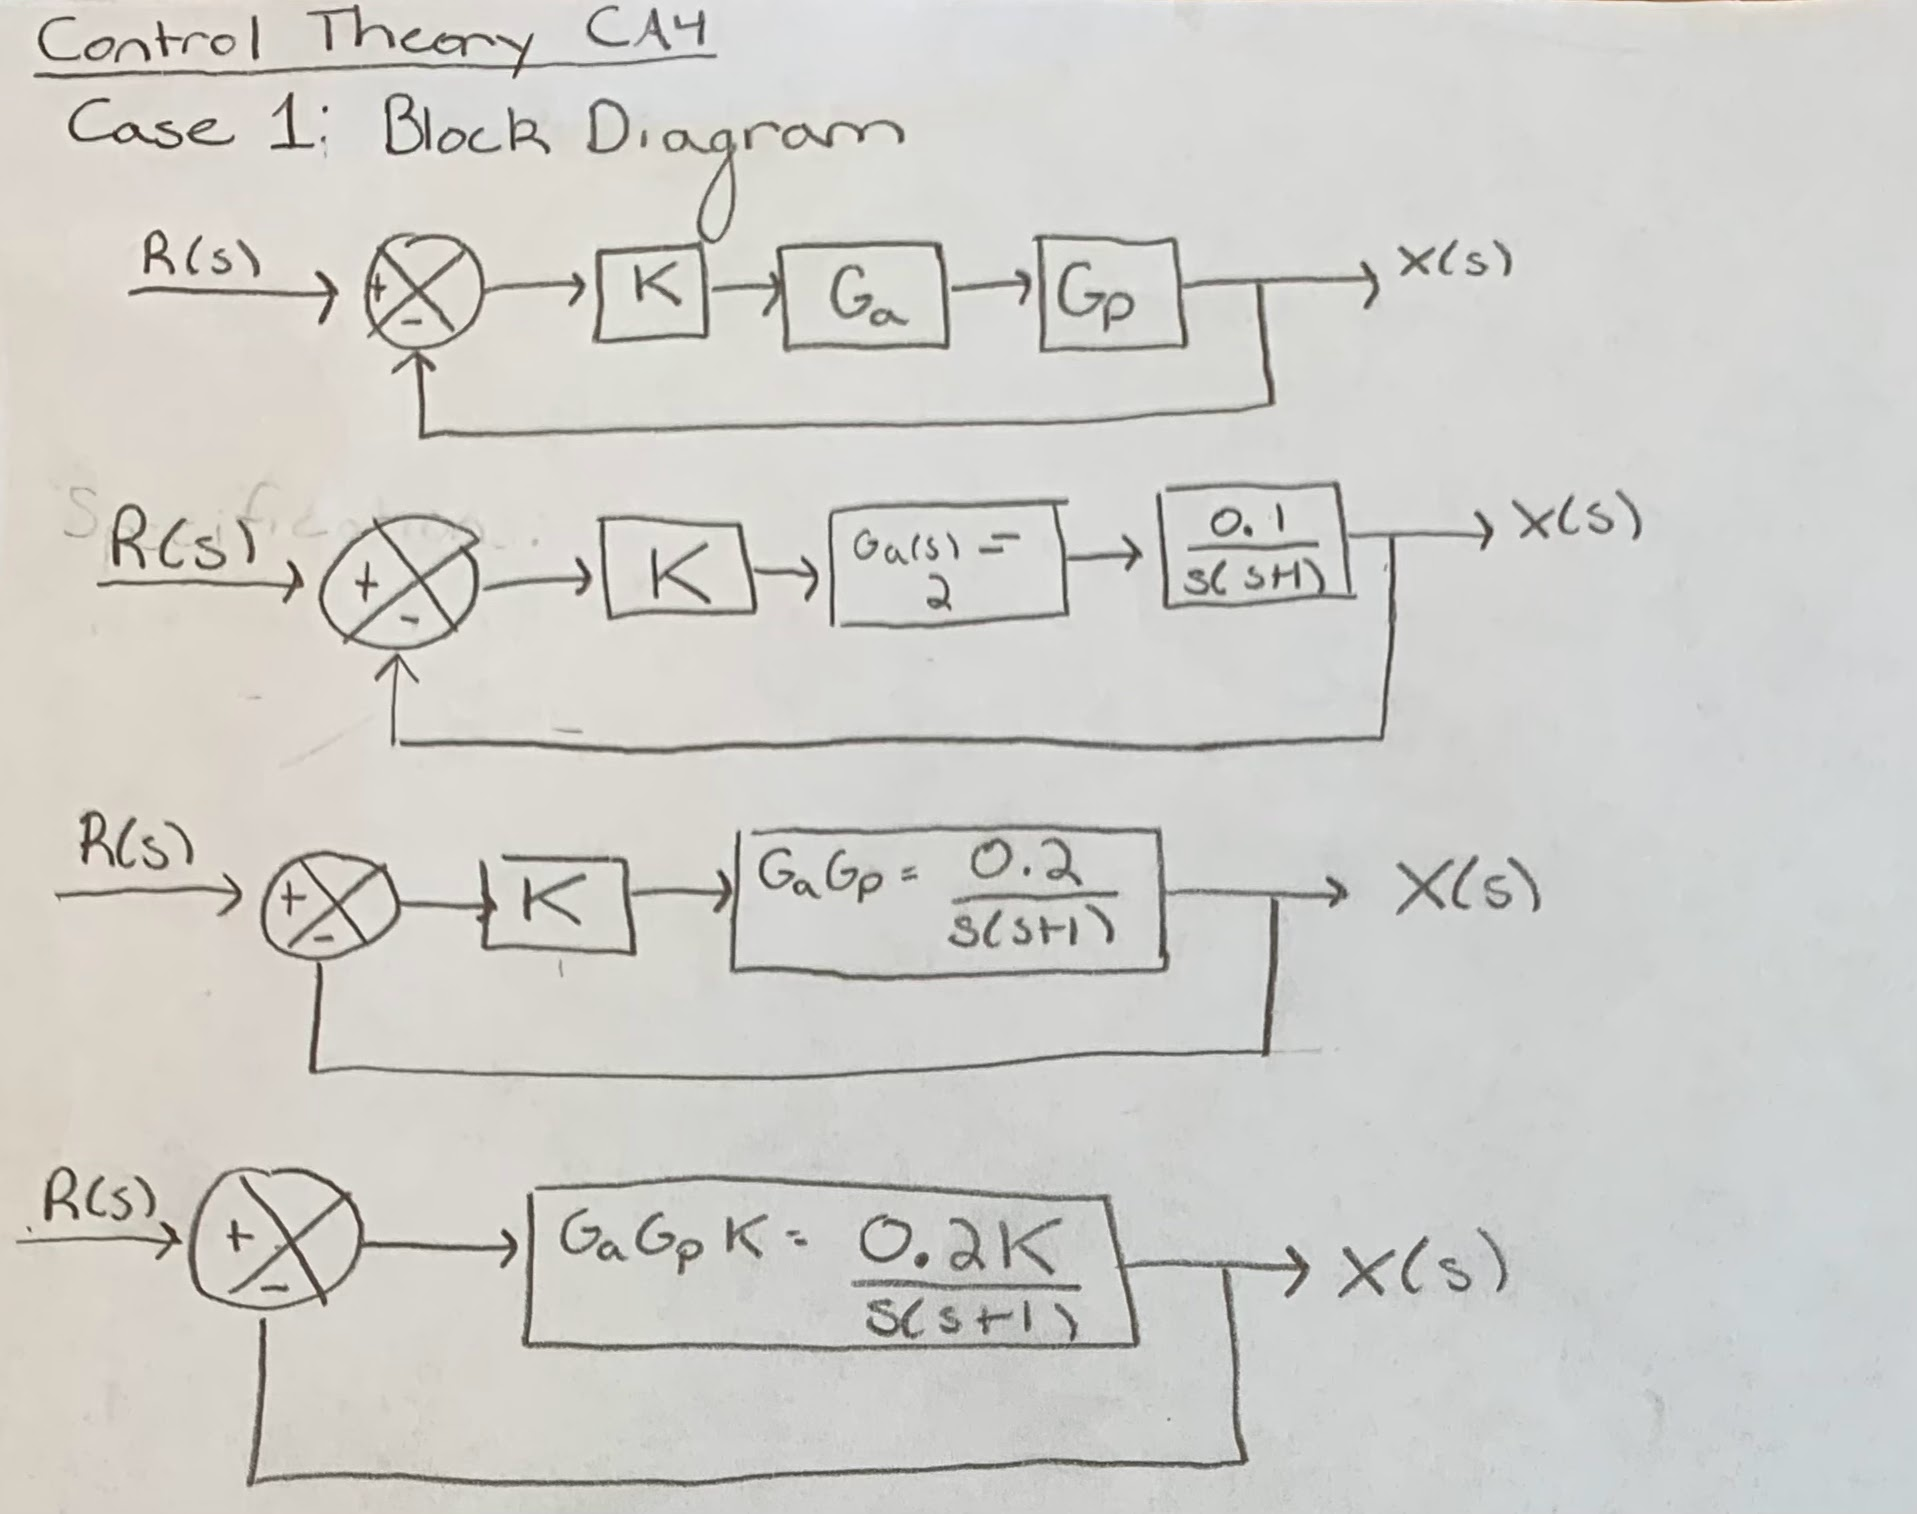 Control Theory CA4
Case 1: Block Diagram
R(s) + - K Ga Gp X(s)
R(s) + - K Ga(s) = 2 0.1 / s(s+1) X(s)
R(s) + - K GaGp = 0.2 / s(s+1) X(s)
R(s) + - GaGpK = 0.2K / s(s+1) X(s)